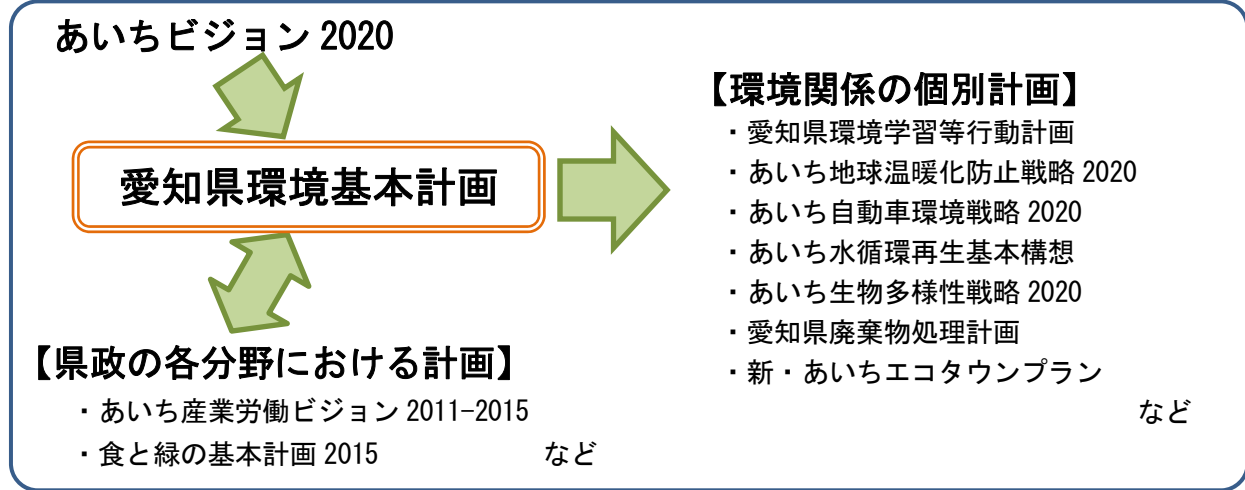 あいちビジョン 2020
愛知県環境基本計画
【県政の各分野における計画】
・あいち産業労働ビジョン 2011-2015
・食と緑の基本計画 2015 など
【環境関係の個別計画】
・愛知県環境学習等行動計画
・あいち地球温暖化防止戦略 2020
・あいち自動車環境戦略 2020
・あいち水循環再生基本構想
・あいち生物多様性戦略 2020
・愛知県廃棄物処理計画
・新・あいちエコタウンプラン
など